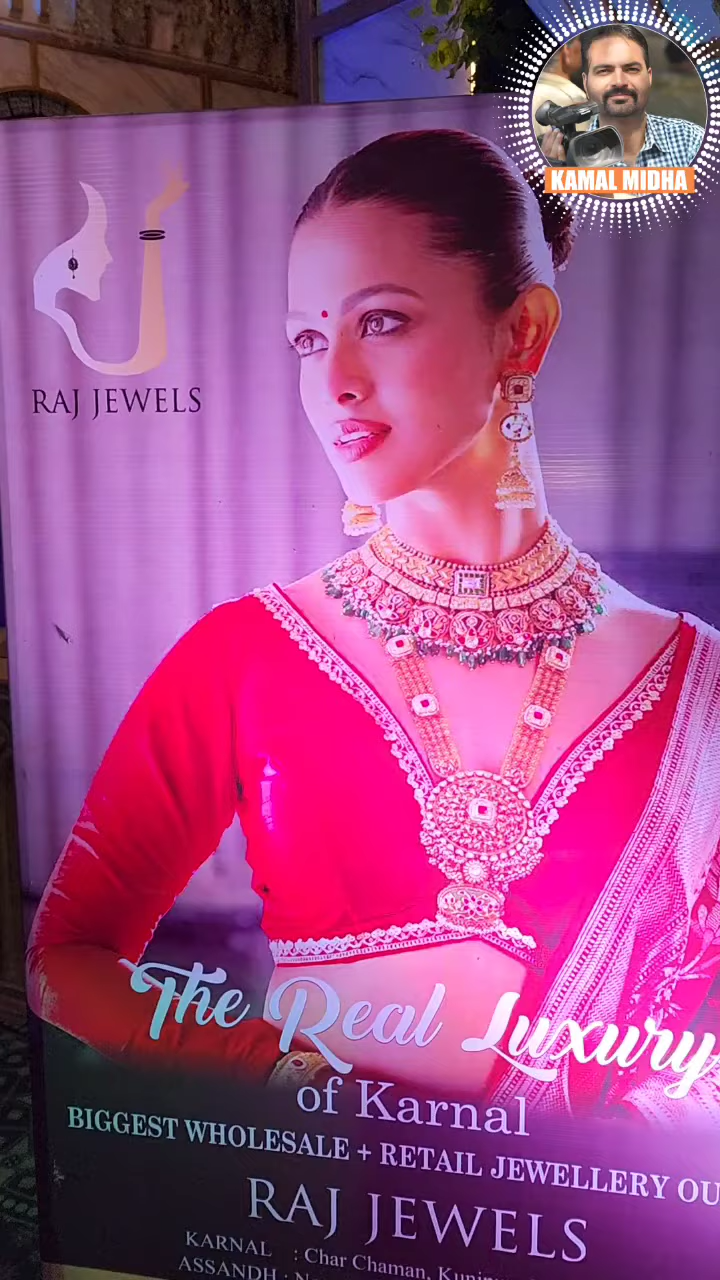 KAMAL MIDHA
RAJ JEWELS
The Real Luxury
of Karnal
BIGGEST WHOLESALE + RETAIL JEWELLERY
RAJ JEWELS
KARNAL : Char Chaman,
ASSANDH :